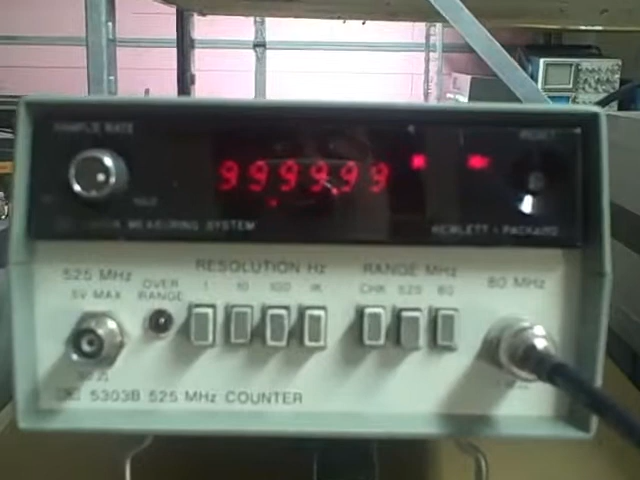 SAMPLE RATE
RESET
999999
HOLD
MEASURING SYSTEM
HEWLETT · PACKARD
525 MHz
5V MAX
OVER
RANGE
RESOLUTION Hz
1 10 100 1K
RANGE MHz
CHK 525 80
80 MHz
5303B 525 MHz COUNTER